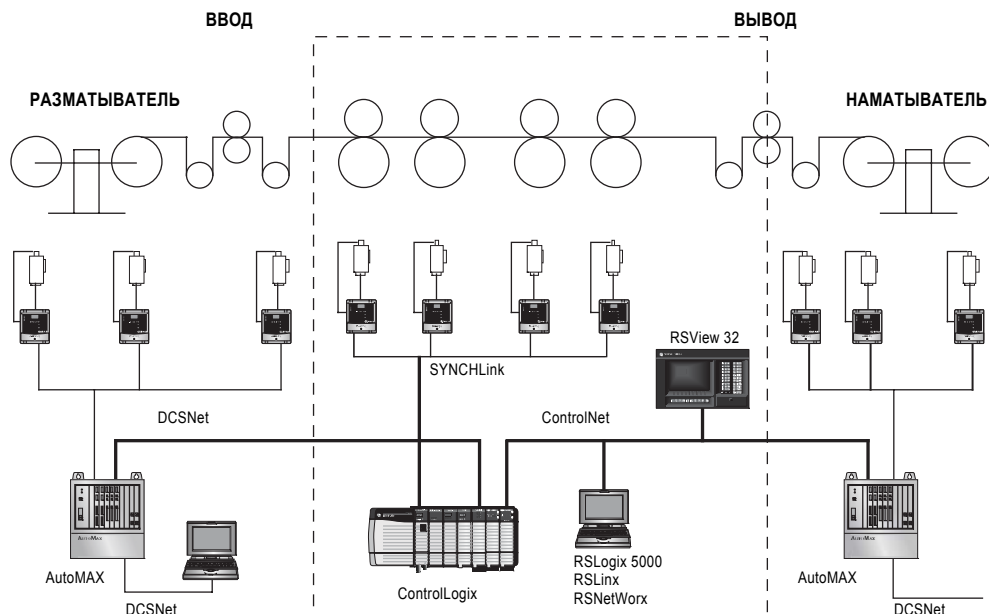 ВВОД
ВЫВОД
РАЗМАТЫВАТЕЛЬ
НАМАТЫВАТЕЛЬ
RSView 32
SYNCHLink
DCSNet
ControlNet
AutoMax
AutoMax
AutoMAX
ControlLogix
RSLogix 5000
RSLinx
RSNetWorx
AutoMAX
DCSNet
DCSNet